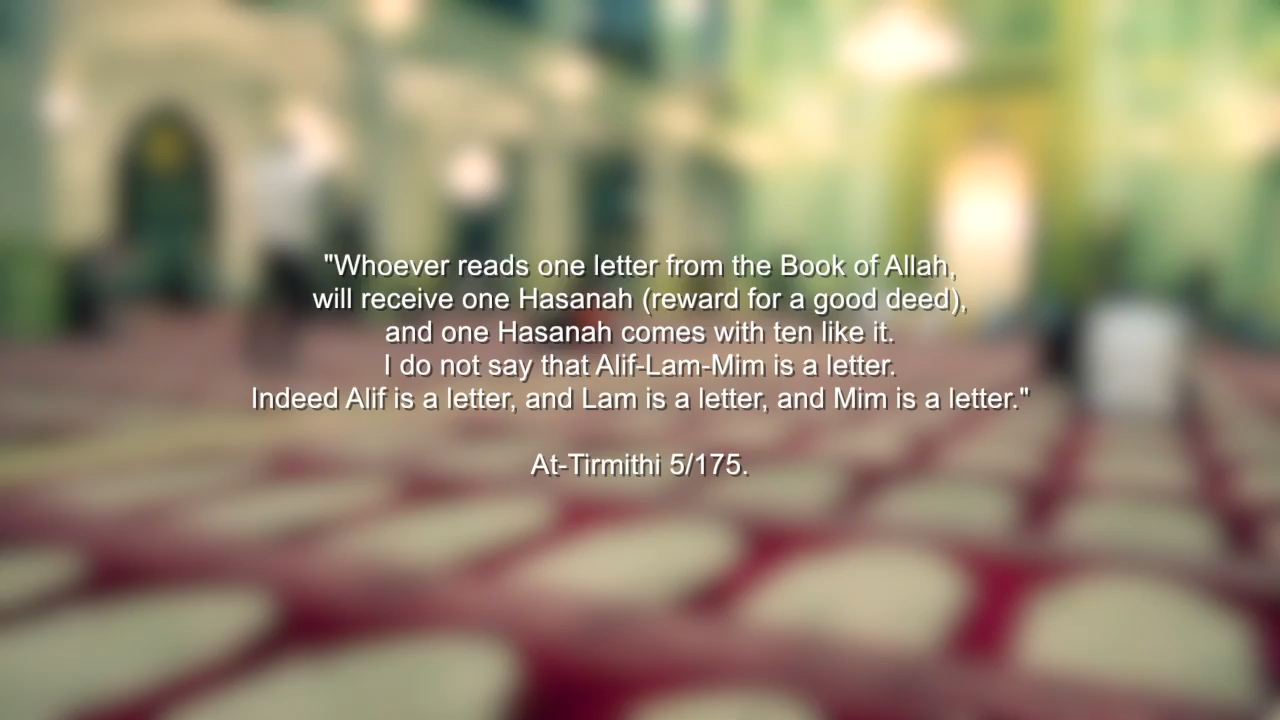 "Whoever reads one letter from the Book of Allah,
will receive one Hasanah (reward for a good deed),
and one Hasanah comes with ten like it.
I do not say that Alif-Lam-Mim is a letter.
Indeed Alif is a letter, and Lam is a letter, and Mim is a letter."
At-Tirmithi 5/175.